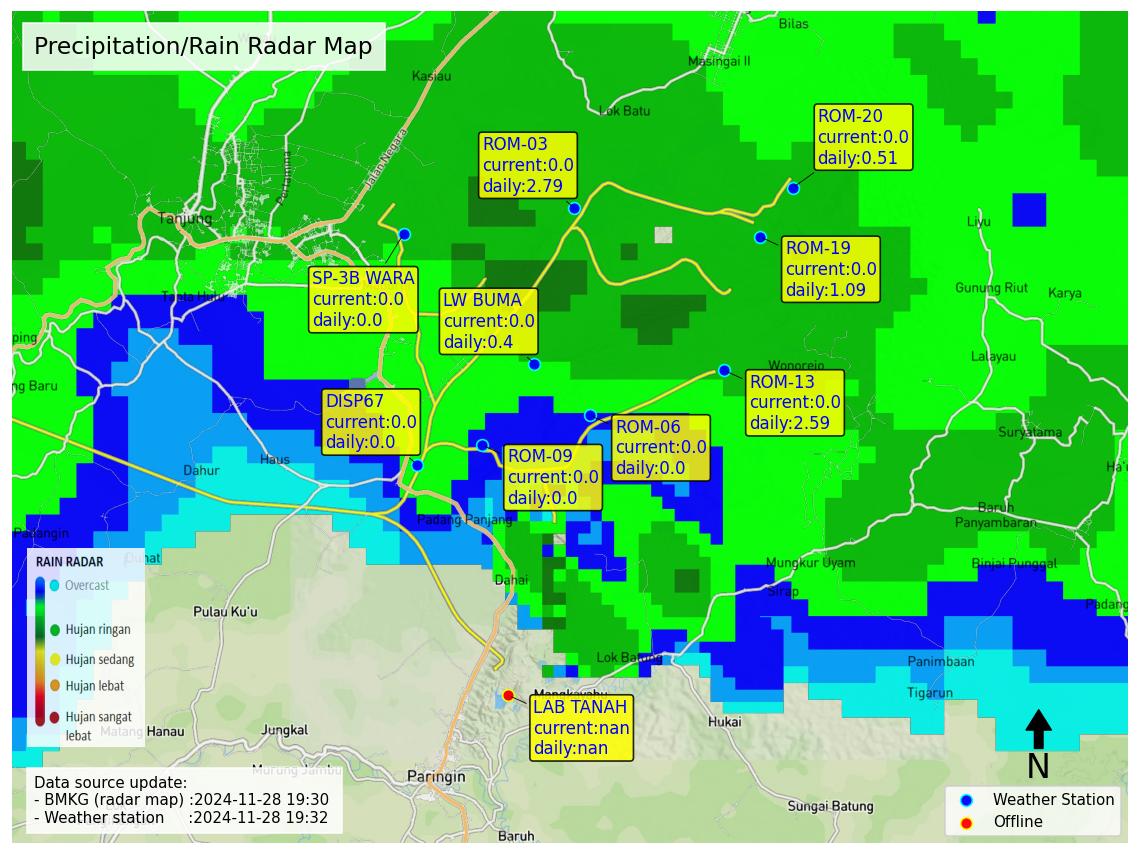 Precipitation/Rain Radar Map
Bilas
Masingai II
Kasiau
Lok Batu
Jalan Negara
Pertamina
Tanjung
ROM-20
current:0.0
daily:0.51
ROM-03
current:0.0
daily:2.79
Liyu
ROM-19
current:0.0
daily:1.09
SP-3B WARA
current:0.0
daily:0.0
LW BUMA
current:0.0
daily:0.4
Gunung Riut
Karya
Tapta Hulu
ping
Lalayau
Wonorejo
ng Baru
ROM-13
current:0.0
daily:2.59
DISP67
current:0.0
daily:0.0
ROM-06
current:0.0
daily:0.0
ROM-09
current:0.0
daily:0.0
Suryatama
Haus
Dahur
Ha'u
Baruh
Panyambaran
Padang Panjang
Padangin
Mungkur Uyam
Binjai Punggal
Dahai
Sirap
Padang
Pulau Ku'u
RAIN RADAR
Overcast
Hujan ringan
Hujan sedang
Hujan lebat
Hujan sangat
lebat
Lok Batung
Panimbaan
Tigarun
Mangkayahu
LAB TANAH
current:nan
daily:nan
Hukai
Matang Hanau
Jungkal
Murung Jambu
Paringin
Sungai Batung
Baruh
N
Data source update:
- BMKG (radar map) :2024-11-28 19:30
- Weather station :2024-11-28 19:32
Weather Station
Offline